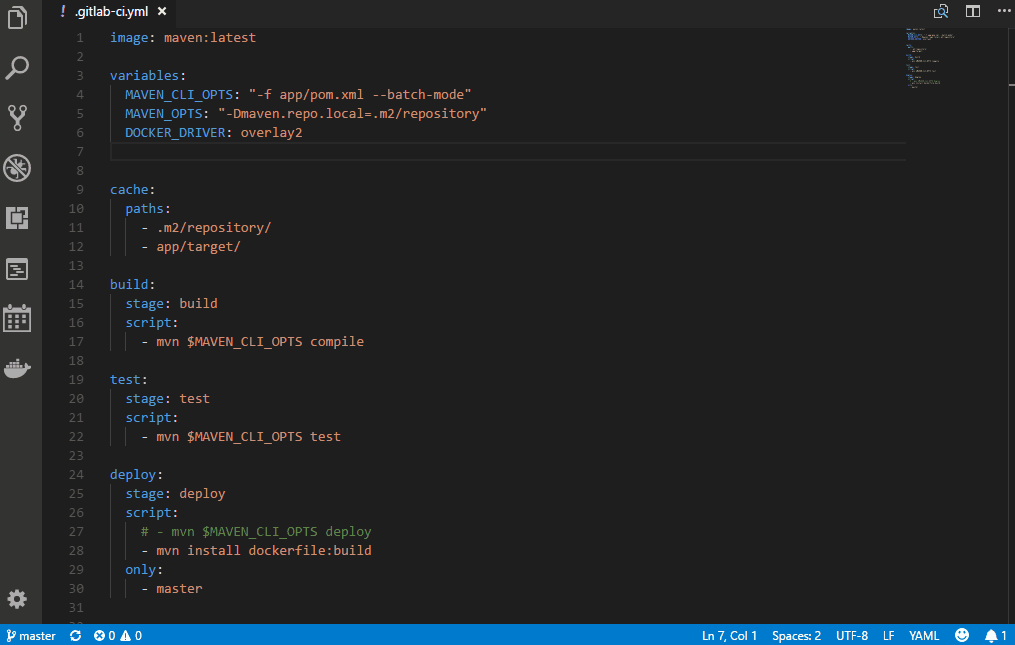 ! .gitlab-ci.yml ×
1 image: maven:latest
2
3 variables:
4 MAVEN_CLI_OPTS: "-f app/pom.xml --batch-mode"
5 MAVEN_OPTS: "-Dmaven.repo.local=.m2/repository"
6 DOCKER_DRIVER: overlay2
7
8
9 cache:
10 paths:
11 - .m2/repository/
12 - app/target/
13
14 build:
15 stage: build
16 script:
17 - mvn $MAVEN_CLI_OPTS compile
18
19 test:
20 stage: test
21 script:
22 - mvn $MAVEN_CLI_OPTS test
23
24 deploy:
25 stage: deploy
26 script:
27 # - mvn $MAVEN_CLI_OPTS deploy
28 - mvn install dockerfile:build
29 only:
30 - master
31
master 0 0 Ln 7, Col 1 Spaces: 2 UTF-8 LF YAML 1